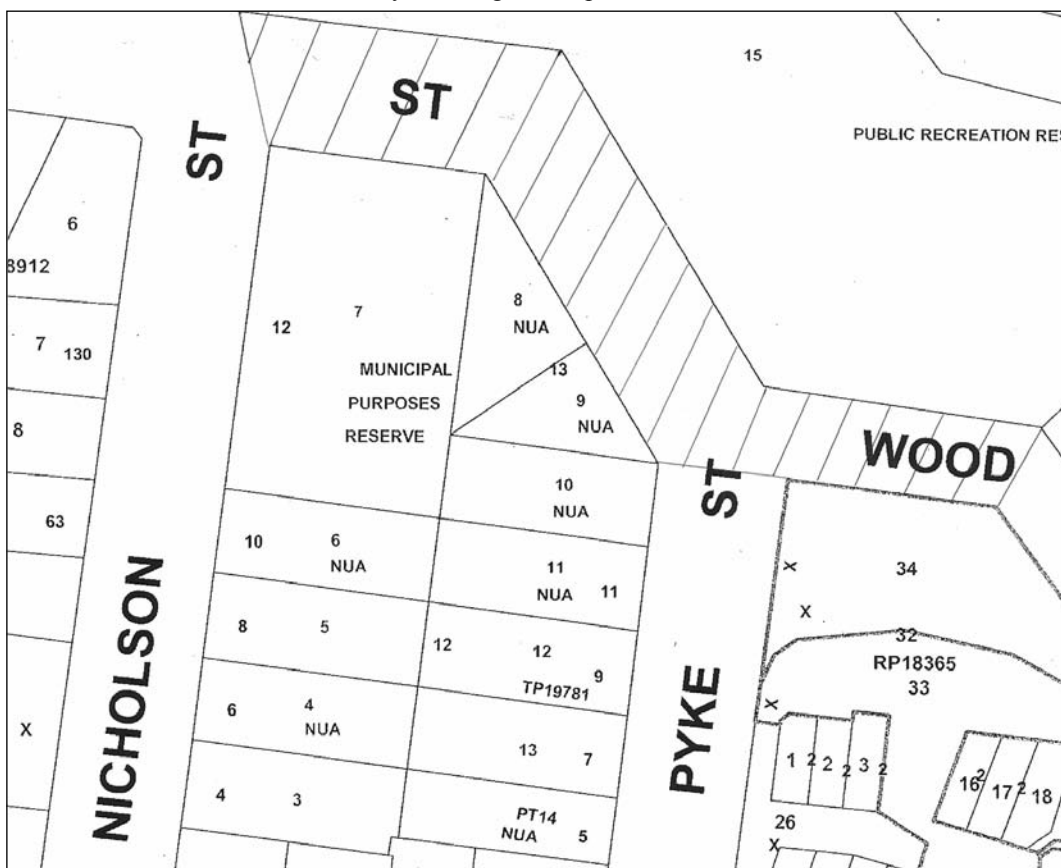 15
ST
PUBLIC RECREATION RES
ST
6
8912
8
NUA
7
12
7
130
MUNICIPAL
PURPOSES
RESERVE
13
9
NUA
8
WOOD
ST
10
NUA
63
10
6
NUA
11
NUA
11
X
34
X
8
5
12
12
9
TP19781
32
RP18365
33
NICHOLSON
6
4
NUA
X
X
PYKE
13
7
1
2
2
2
3
2
16
2
17
2
18
4
3
PT14
NUA
5
26
X